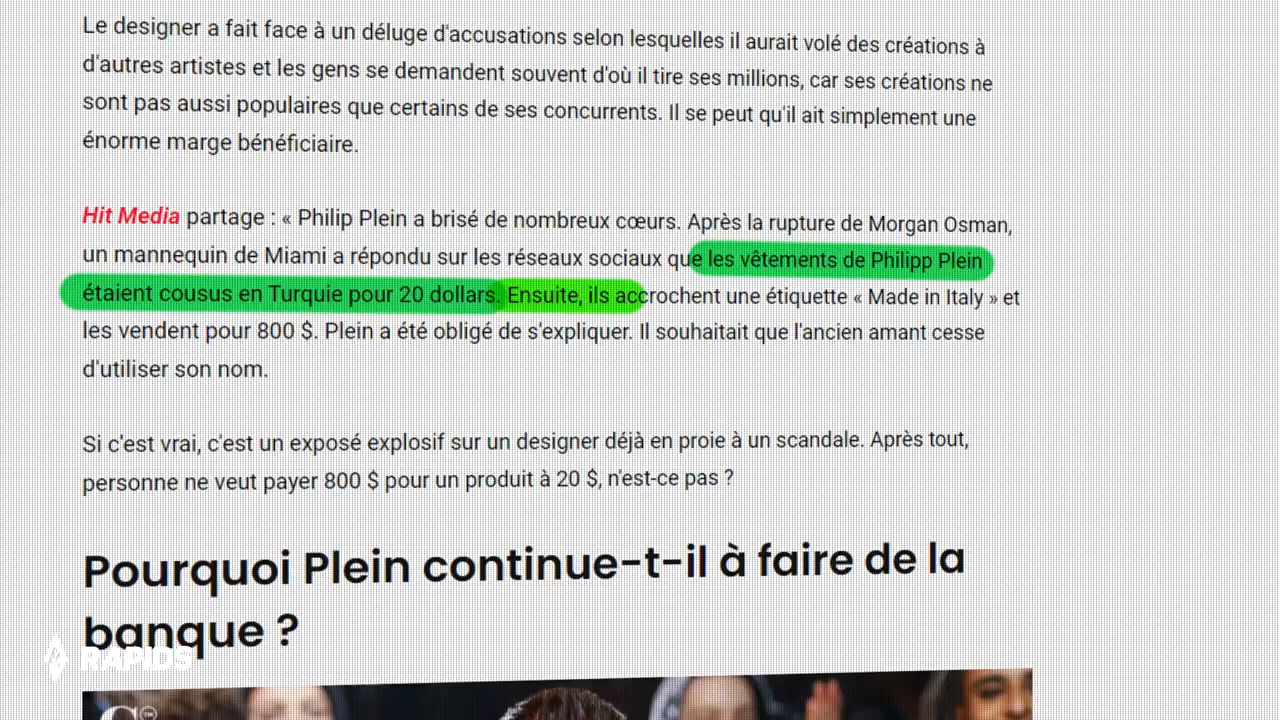 Le designer a fait face à un déluge d'accusations selon lesquelles il aurait volé des créations à
d'autres artistes et les gens se demandent souvent d'où il tire ses millions, car ses créations ne
sont pas aussi populaires que certains de ses concurrents. Il se peut qu'il ait simplement une
énorme marge bénéficiaire.
Hit Media partage : « Philip Plein a brisé de nombreux cœurs. Après la rupture de Morgan Osman,
un mannequin de Miami a répondu sur les réseaux sociaux que les vêtements de Philipp Plein
étaient cousus en Turquie pour 20 dollars. Ensuite, ils accrochent une étiquette « Made in Italy » et
les vendent pour 800 $. Plein a été obligé de s'expliquer. Il souhaitait que l'ancien amant cesse
d'utiliser son nom.
Si c'est vrai, c'est un exposé explosif sur un designer déjà en proie à un scandale. Après tout,
personne ne veut payer 800 $ pour un produit à 20 $, n'est-ce pas ?
Pourquoi Plein continue-t-il à faire de la
banque ?
RAPIDS